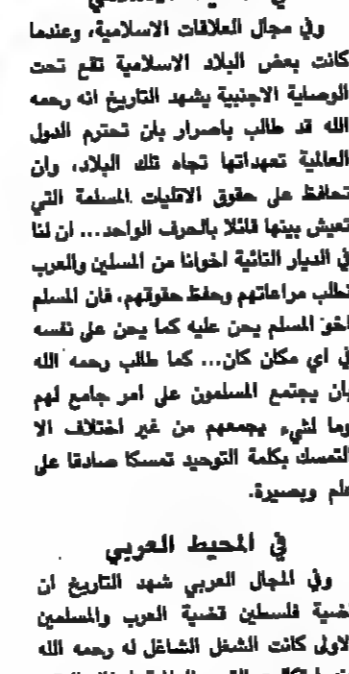 وفي مجال العلاقات الاسلامية، وعندما
كانت بعض البلاد الاسلامية تقع تحت
الوصاية الاجنبية يشهد التاريخ انه رحمه
الله قد طالب باصرار بان تحترم الدول
العالمية تعهداتها تجاه تلك البلاد، وان
تحافظ على حقوق الاقليات المسلمة التي
تعيش بينها قائلا بالحرف الواحد... ان لنا
في الديار النائية اخوانا من المسلمين والعرب
نطلب مراعاتهم وحفظ حقوقهم، فان المسلم
اخو المسلم يحن عليه كما يحن على نفسه
في اي مكان كان... كما طالب رحمه الله
بان يجتمع المسلمون على امر جامع لهم
وما لشيء يجمعهم من غير اختلاف الا
التمسك بكلمة التوحيد تمسكا صادقا على
علم وبصيرة.
في المحيط العربي
وفي المجال العربي شهد التاريخ ان
قضية فلسطين قضية العرب والمسلمين
الاولى كانت الشغل الشاغل له رحمه الله